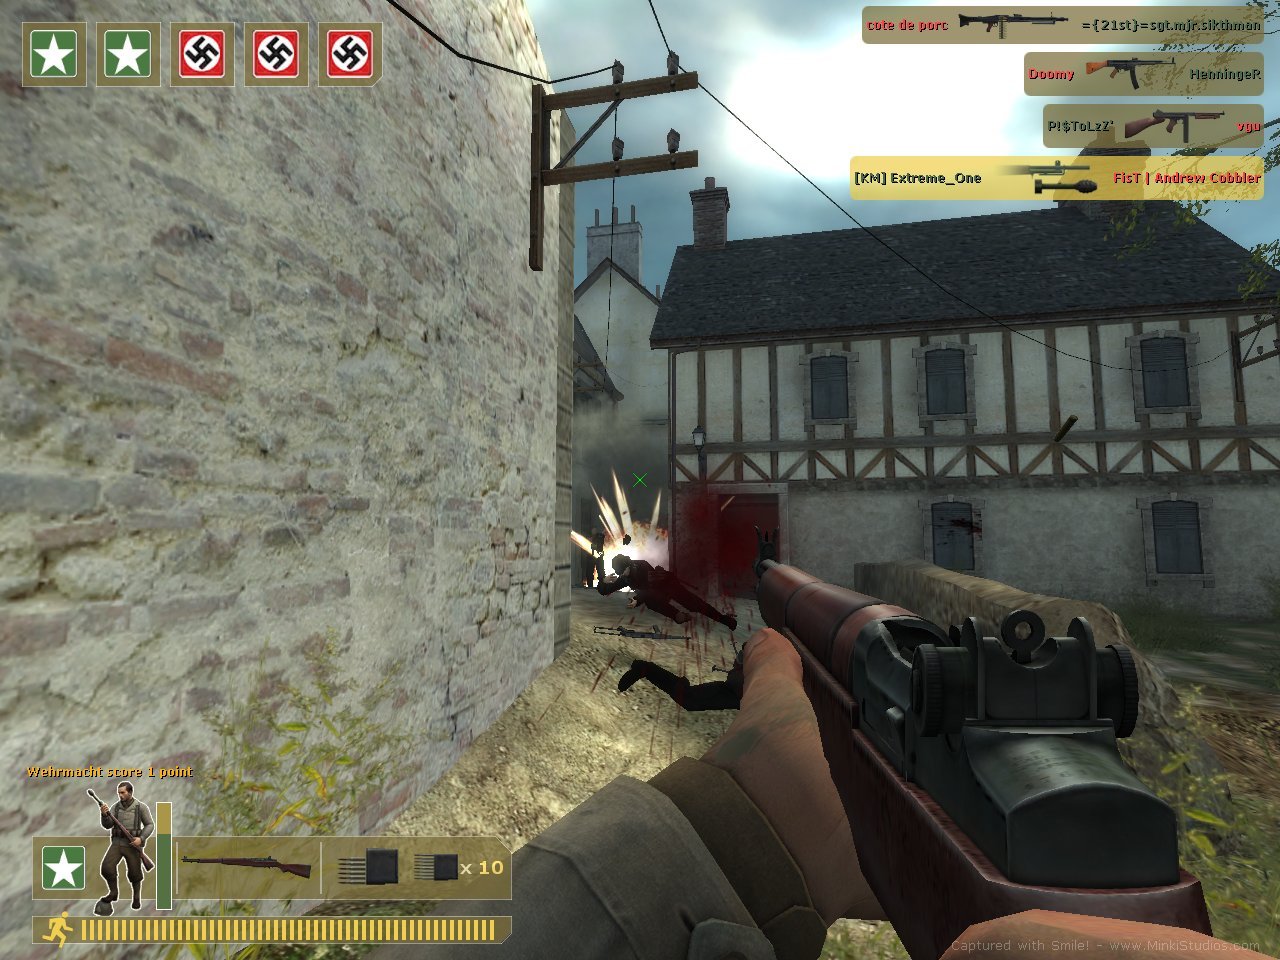 cote de porc ={21st}=sgt.mjr.sikthman
Doomy HenningeR
P!$ToLzZ' vgu
[KM] Extreme_One FisT | Andrew Cobbler
Wehrmacht score 1 point
x 10
Captured with Smile! - www.MinkiStudios.com